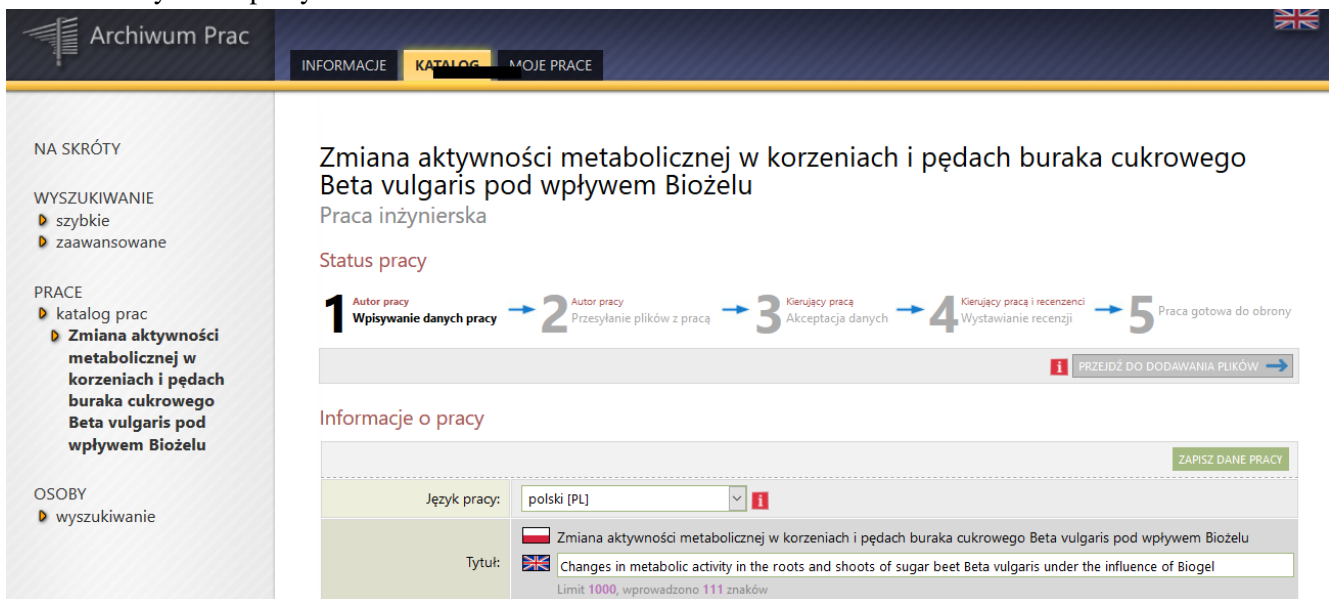 Archiwum Prac
INFORMACJE
MOJE PRACE
NA SKRÓTY
WYSZUKIWANIE
szybkie
zaawansowane
PRACE
katalog prac
Zmiana aktywności
metabolicznej w
korzeniach i pędach
buraka cukrowego
Beta vulgaris pod
wpływem Biożelu
OSOBY
wyszukiwanie
Zmiana aktywności metabolicznej w korzeniach i pędach buraka cukrowego
Beta vulgaris pod wpływem Biożelu
Praca inżynierska
Status pracy
1 Autor pracy
Wpisywanie danych pracy
2 Autor pracy
Przesyłanie plików z pracą
3 Kierujący pracą
Akceptacja danych
4 Kierujący pracą i recenzenci
Wystawianie recenzji
5 Praca gotowa do obrony
i PRZEJDŹ DO DODAWANIA PLIKÓW
Informacje o pracy
ZAPISZ DANE PRACY
Język pracy: polski [PL] i
Tytuł:
Zmiana aktywności metabolicznej w korzeniach i pędach buraka cukrowego Beta vulgaris pod wpływem Biożelu
Changes in metabolic activity in the roots and shoots of sugar beet Beta vulgaris under the influence of Biogel
Limit 1000, wprowadzono 111 znaków